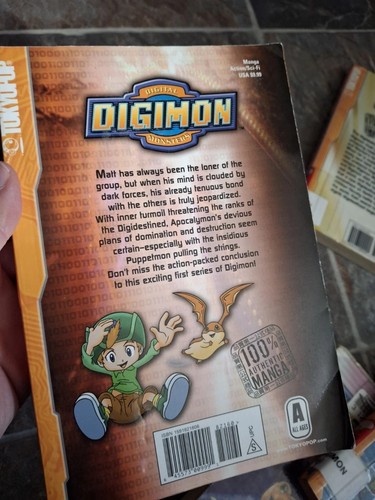 TOKYOPOP
Manga
Action/Sci-Fi
USA $9.99
DIGITAL
DIGIMON
MONSTERS
Matt has always been the loner of the
group, but when his mind is clouded by
dark forces, his already tenuous bond
with the others is truly jeopardized.
With inner turmoil threatening the ranks of
the Digidestined, Apocalymon's devious
plans of domination and destruction seem
certain—especially with the insidious
Puppetmon pulling the strings.
Don't miss the action-packed conclusion
to this exciting first series of Digimon!
100%
AUTHENTIC
MANGA
A
ALL AGES
DIGIMON